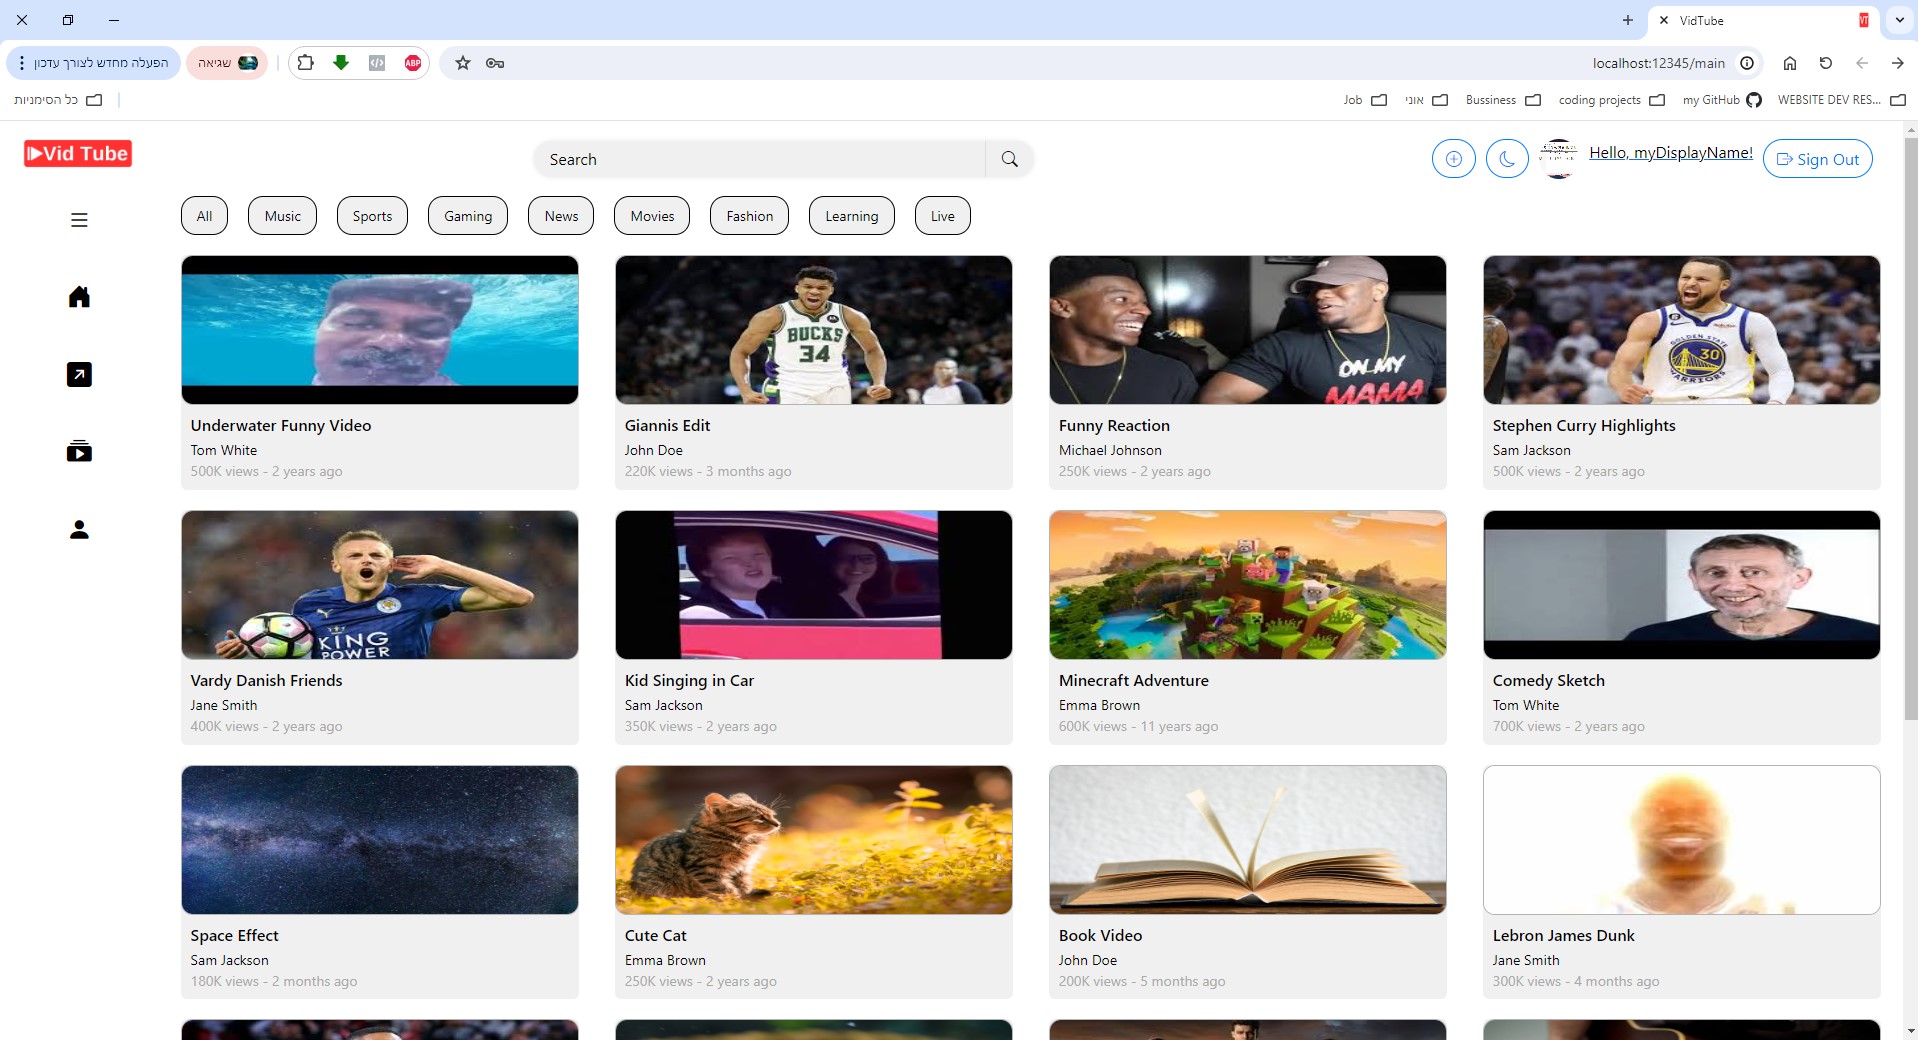 VidTube
הפעלה מחדש לצורך עדכון
שגיאה
ABP
localhost:12345/main
כל הסימניות
Job
אוני
Bussiness
coding projects
my GitHub
WEBSITE DEV RES...
Vid Tube
Search
Hello, myDisplayName!
Sign Out
All
Music
Sports
Gaming
News
Movies
Fashion
Learning
Live
BUCKS
34
ON MY
MAMA
GOLDEN STATE
30
WARRIORS
Underwater Funny Video
Tom White
500K views - 2 years ago
Giannis Edit
John Doe
220K views - 3 months ago
Funny Reaction
Michael Johnson
250K views - 2 years ago
Stephen Curry Highlights
Sam Jackson
500K views - 2 years ago
KING
POWER
Vardy Danish Friends
Jane Smith
400K views - 2 years ago
Kid Singing in Car
Sam Jackson
350K views - 2 years ago
Minecraft Adventure
Emma Brown
600K views - 11 years ago
Comedy Sketch
Tom White
700K views - 2 years ago
Space Effect
Sam Jackson
180K views - 2 months ago
Cute Cat
Emma Brown
250K views - 2 years ago
Book Video
John Doe
200K views - 5 months ago
Lebron James Dunk
Jane Smith
300K views - 4 months ago